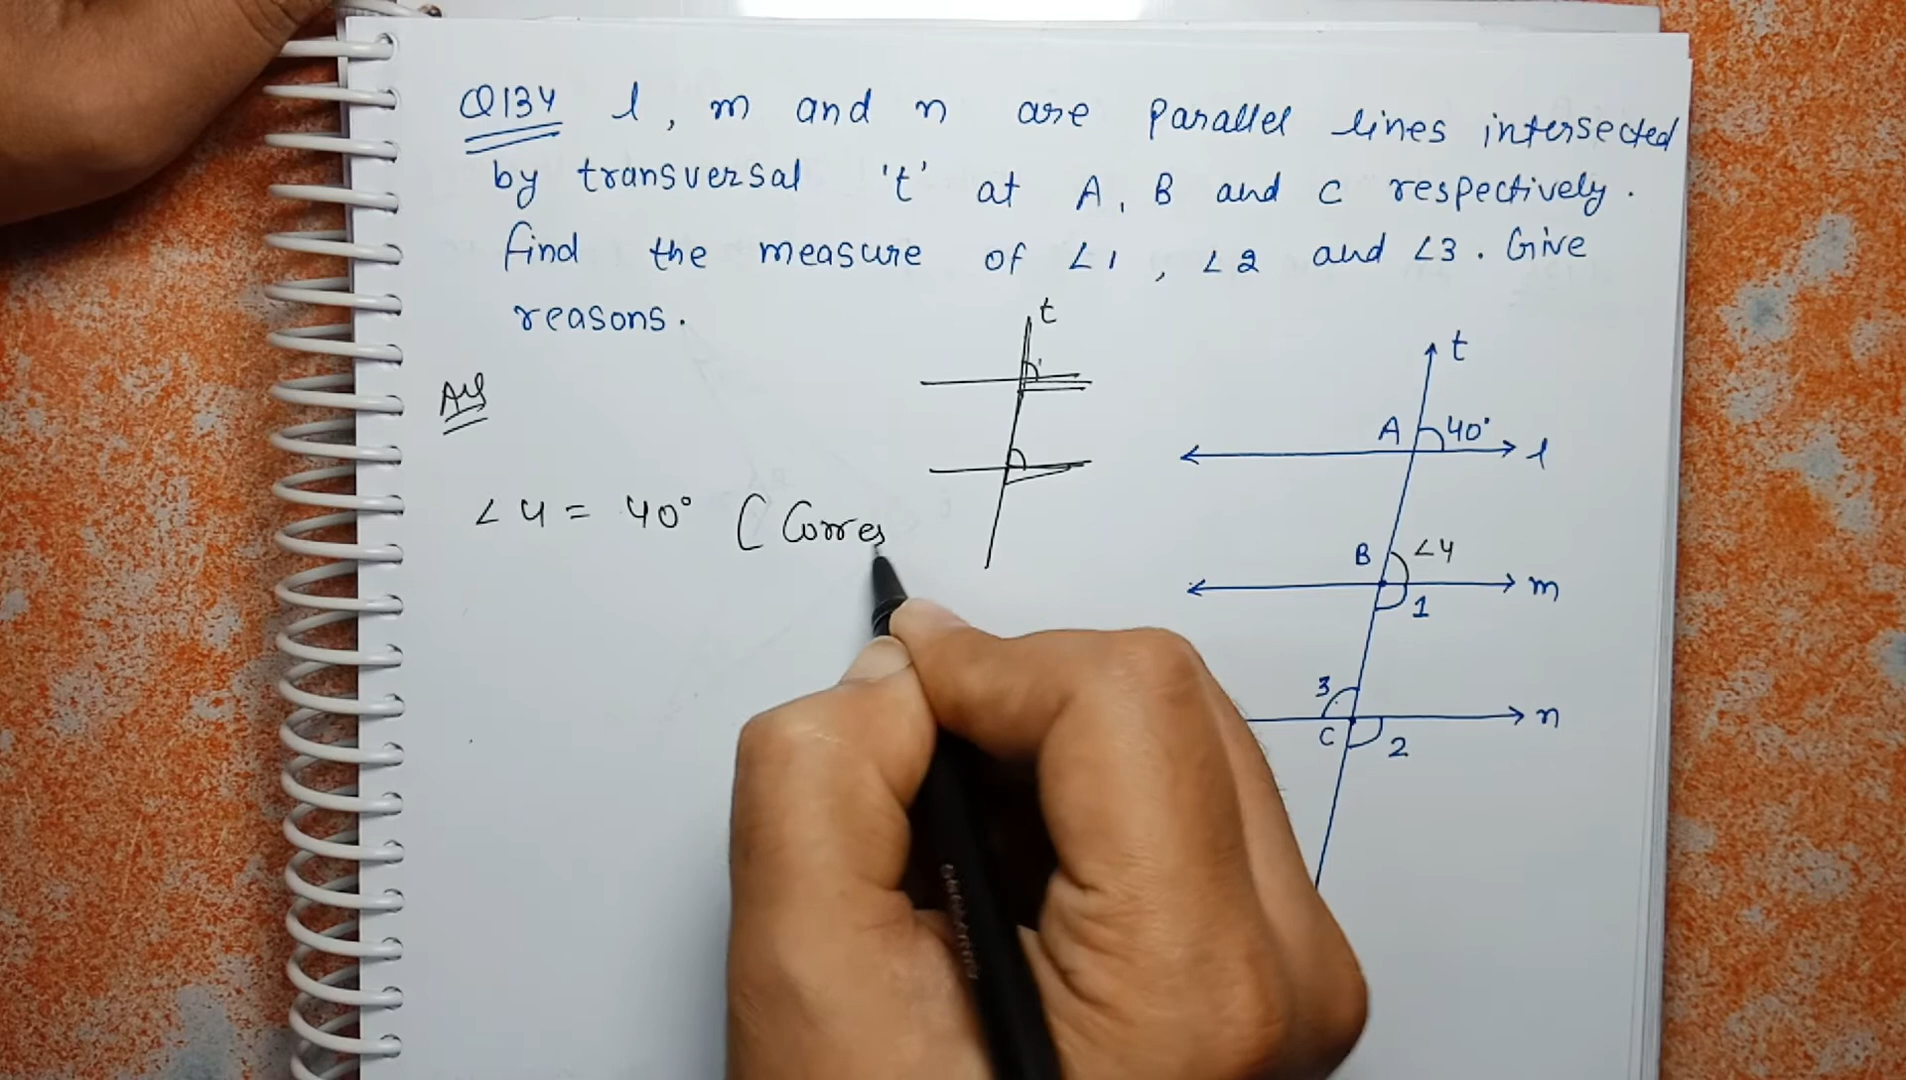 Q134 l, m and n are parallel lines intersected
by transversal 't' at A, B and C respectively.
find the measure of ∠1, ∠2 and ∠3. Give
reasons.
t
t
Ans
A 40°
l
∠4 = 40° (Corres
B ∠4
m
1
3
n
C 2